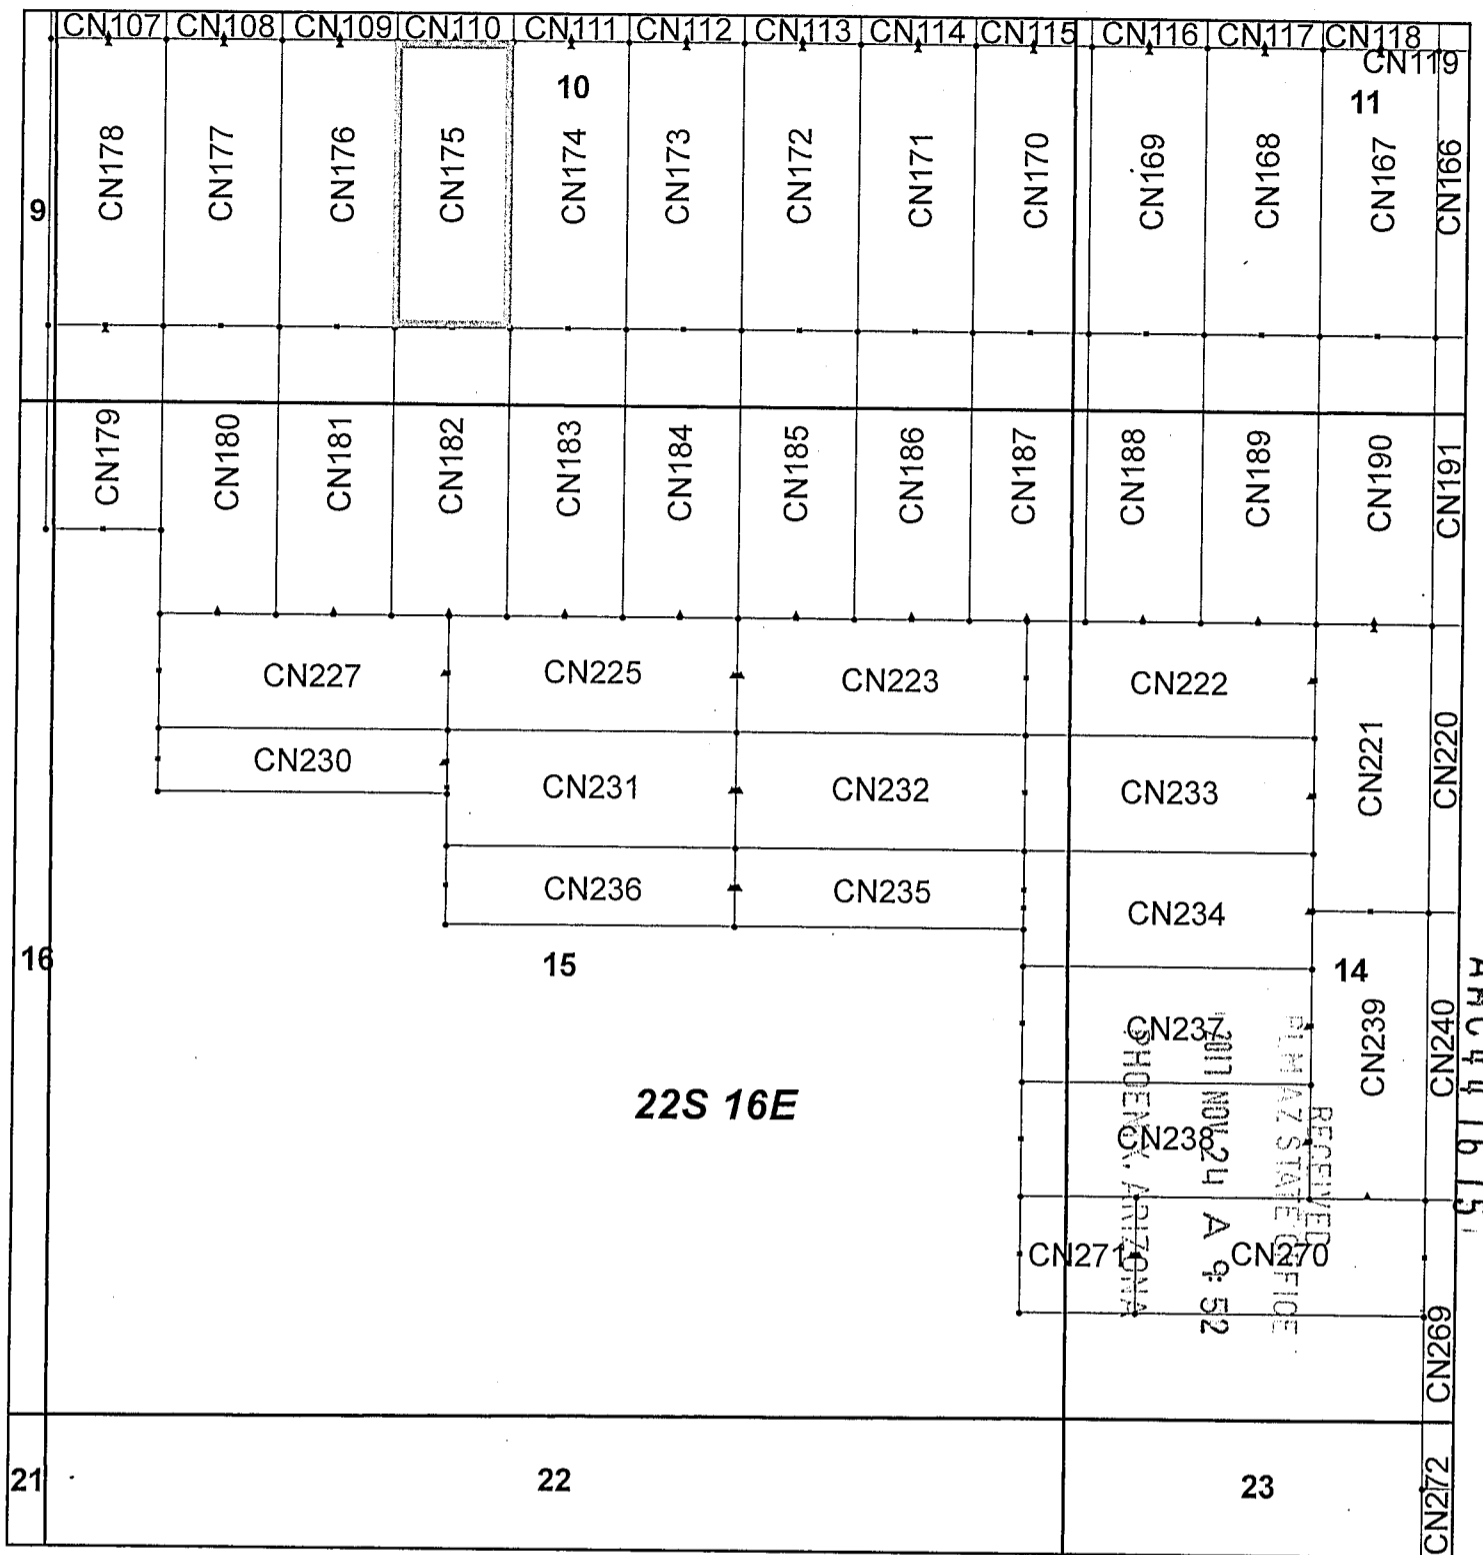 CN107 CN108 CN109 CN110 CN111 CN112 CN113 CN114 CN115 CN116 CN117 CN118
CN119
10
11
9
CN178 CN177 CN176 CN175 CN174 CN173 CN172 CN171 CN170 CN169 CN168 CN167 CN166
CN179 CN180 CN181 CN182 CN183 CN184 CN185 CN186 CN187 CN188 CN189 CN190 CN191
CN227 CN225 CN223 CN222
CN221 CN220
CN230 CN231 CN232 CN233
CN236 CN235 CN234
16
15
14
CN237
CN239 CN240
22S 16E
CN238
CN271 CN270
CN269
21
22
23
CN272
RECEIVED
BLM AZ STATE OFFICE
2011 NOV 24 A 9:52
PHOENIX, ARIZONA